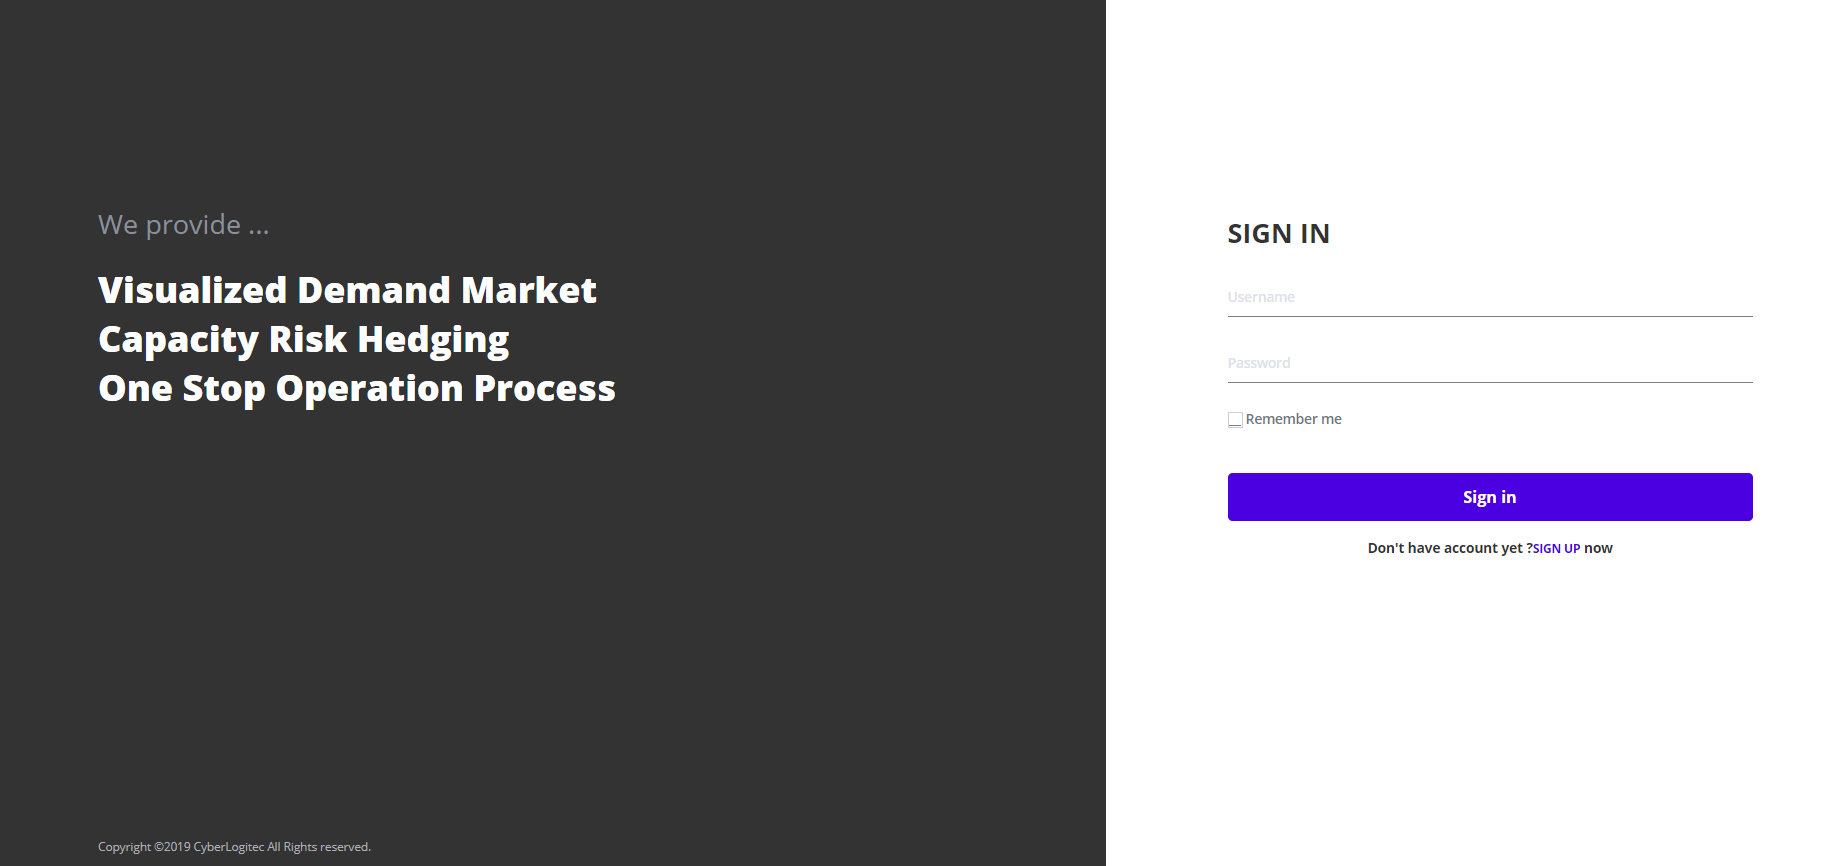 We provide ...
Visualized Demand Market
Capacity Risk Hedging
One Stop Operation Process
Copyright ©2019 CyberLogitec All Rights reserved.
SIGN IN
Username
Password
Remember me
Sign in
Don't have account yet ?SIGN UP now